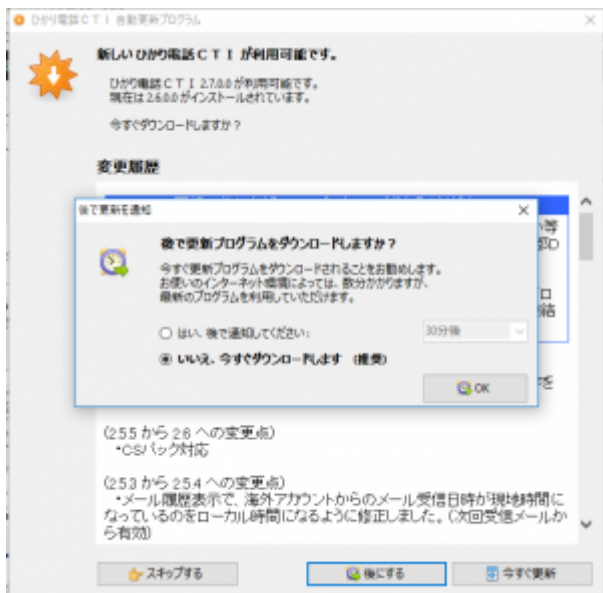 ひかり電話CTI 自動更新プログラム
新しい ひかり電話CTI が利用可能です。
ひかり電話CTI 2.7.0.0 が利用可能です。
現在は 2.6.0.0 がインストールされています。
今すぐダウンロードしますか?
変更履歴
後で更新を通知
後で更新プログラムをダウンロードしますか?
今すぐ更新プログラムをダウンロードされることをお勧めします。
お使いのインターネット環境によっては、数分かかりますが、
最新のプログラムを利用していただけます。
はい、後で通知してください:
30分後
いいえ、今すぐダウンロードします (推奨)
OK
(2.5.5 から 2.6 への変更点)
・CSVパック対応
(2.5.3 から 2.5.4 への変更点)
・メール履歴表示で、海外アカウントからのメール受信日時が現地時間に
なっているのをローカル時間になるように修正しました。(次回受信メールか
ら有効)
スキップする
後にする
今すぐ更新